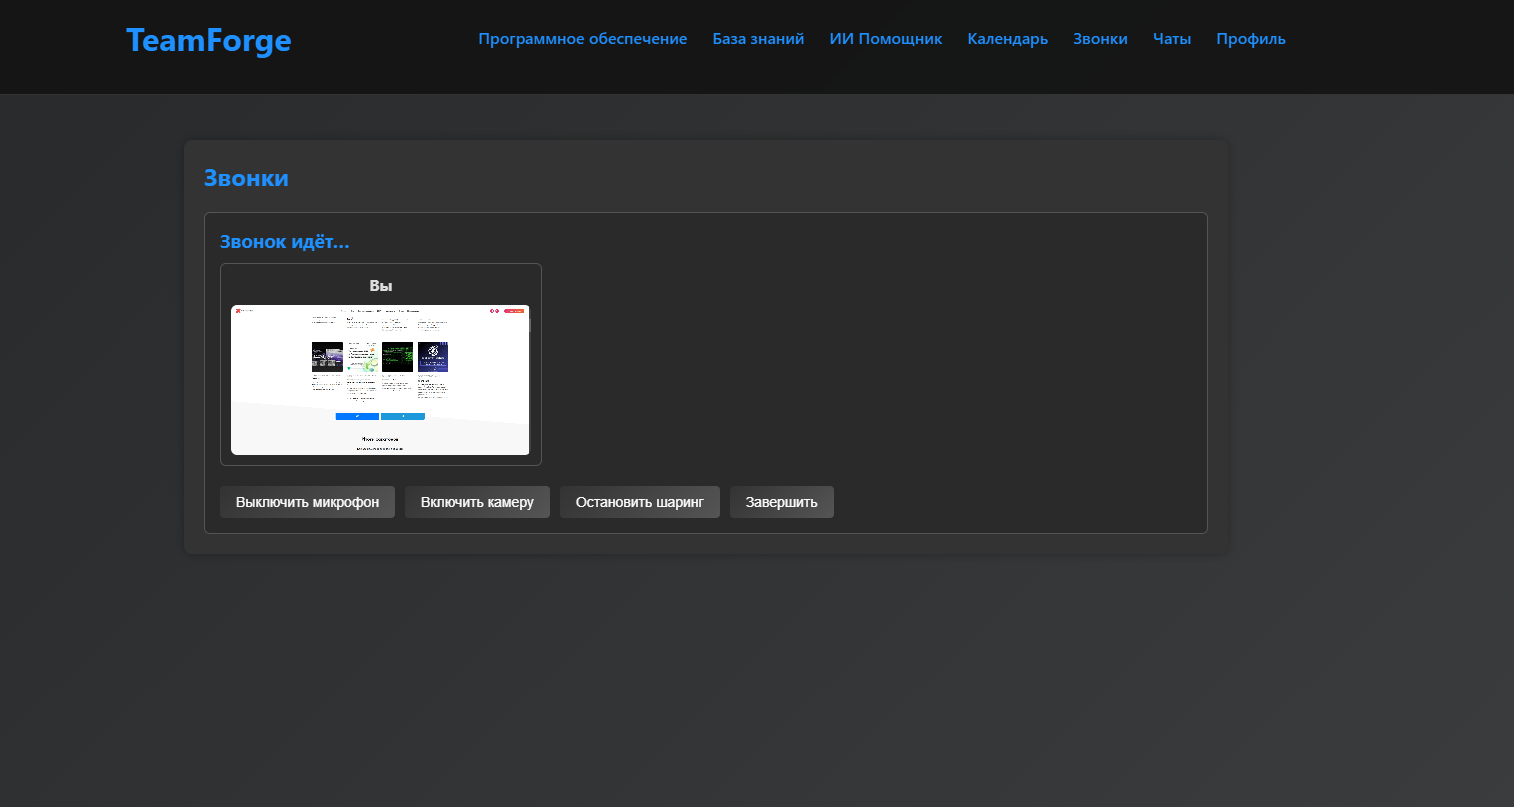 TeamForge
Программное обеспечение База знаний ИИ Помощник Календарь Звонки Чаты Профиль
Звонки
Звонок идёт...
Вы
Выключить микрофон Включить камеру Остановить шаринг Завершить